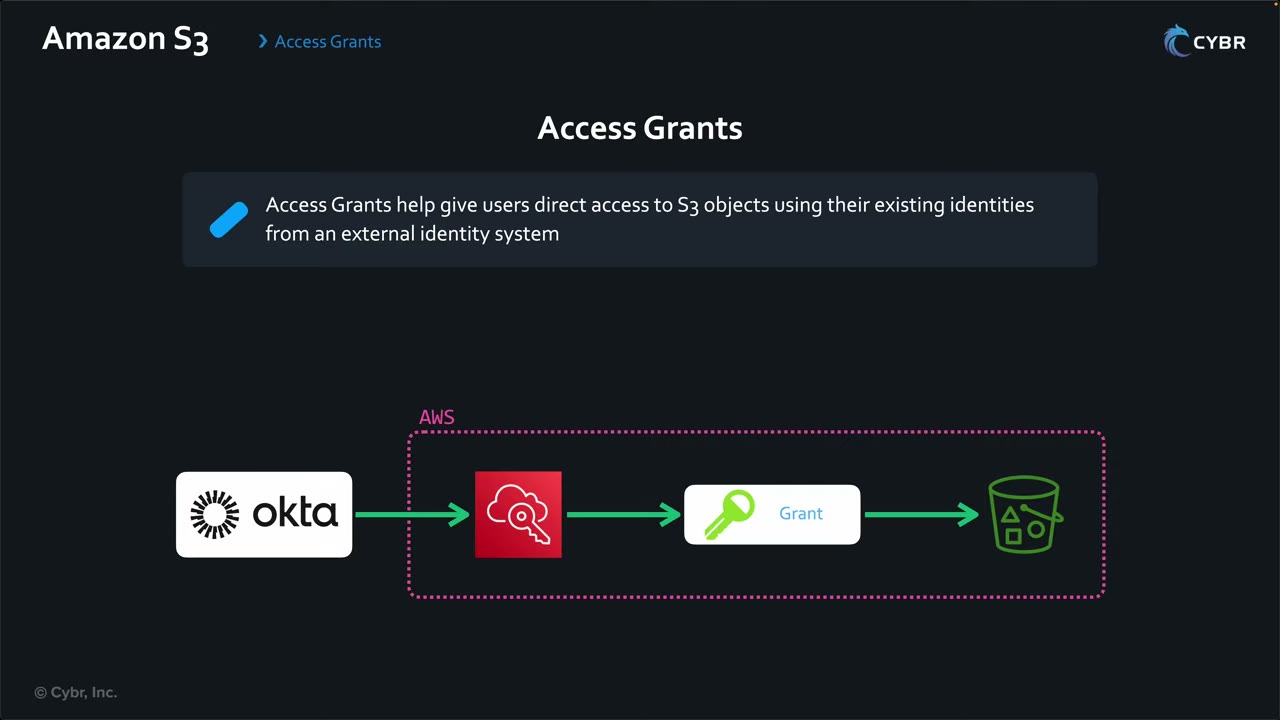 Amazon S3
Access Grants
CYBR
Access Grants
Access Grants help give users direct access to S3 objects using their existing identities
from an external identity system
AWS
okta
Grant
© Cybr, Inc.